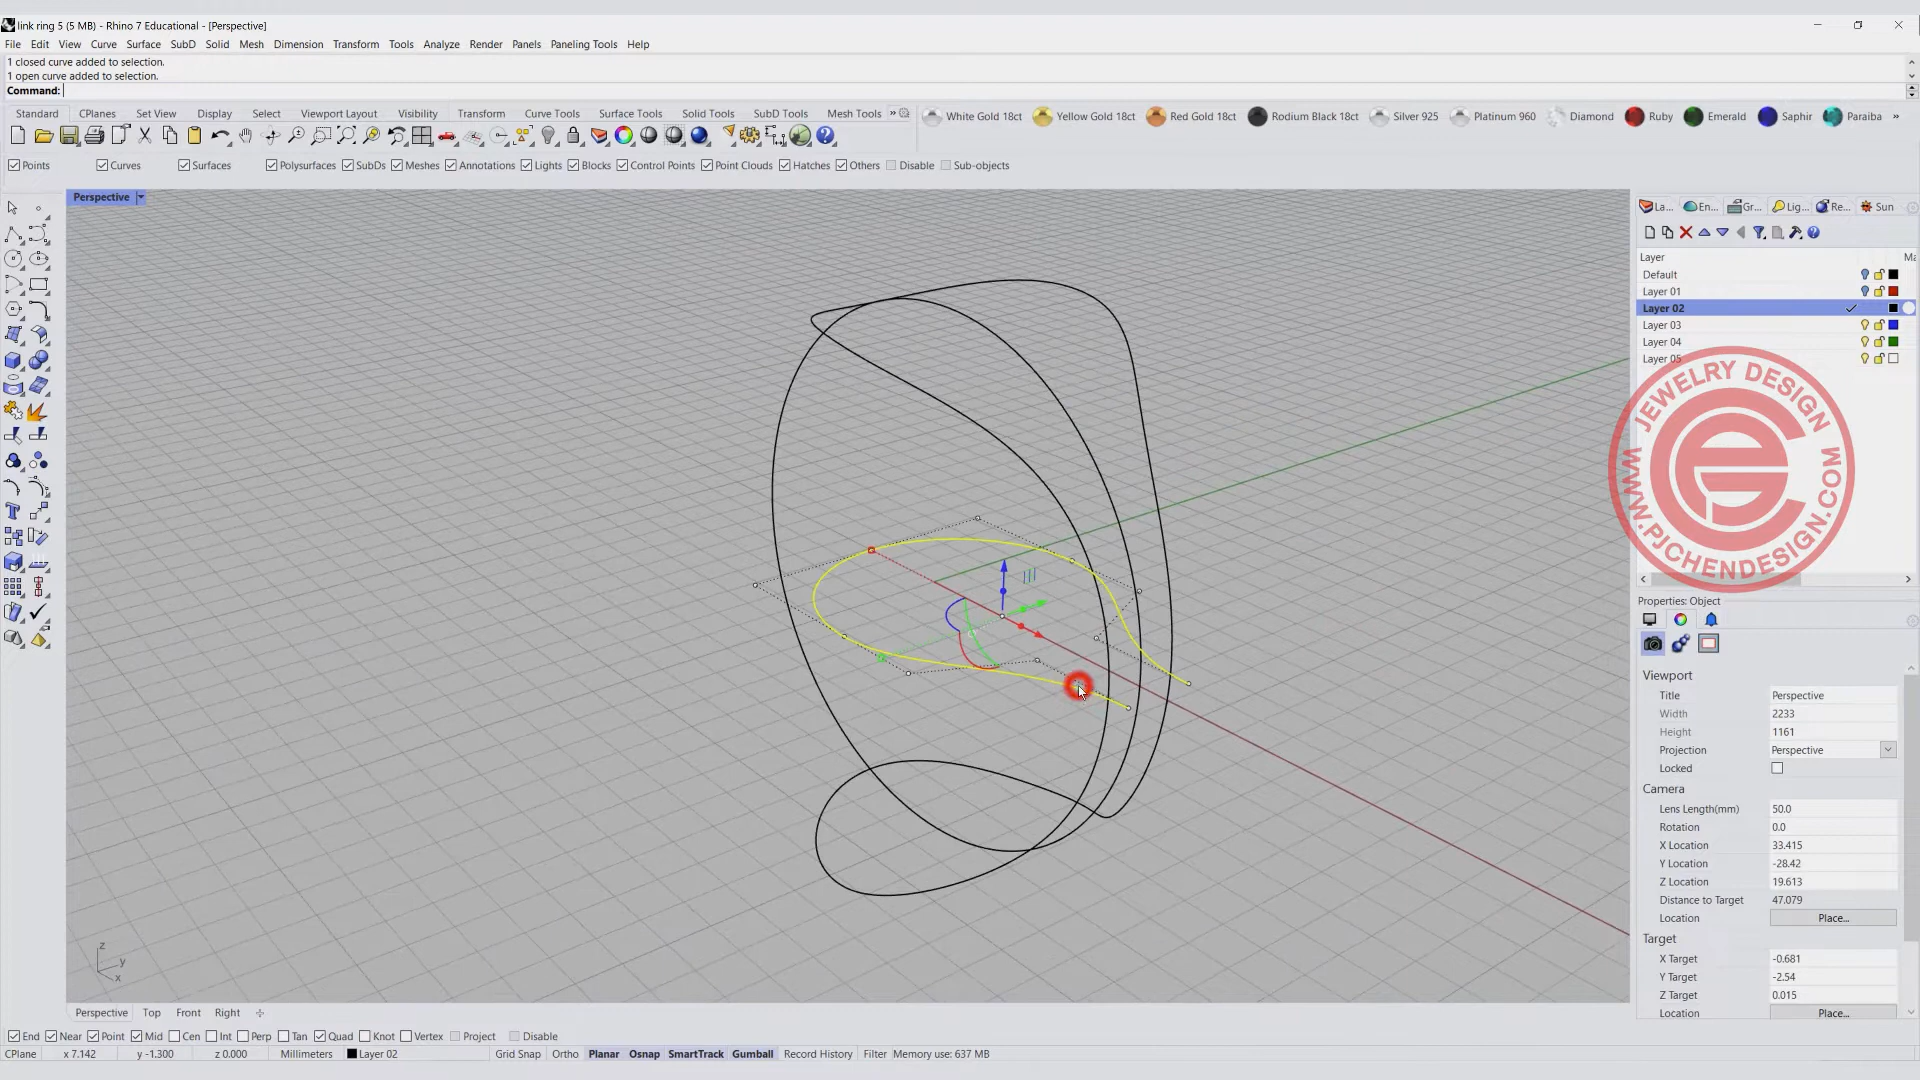 link ring 5 (5 MB) - Rhino 7 Educational - [Perspective]
File Edit View Curve Surface SubD Solid Mesh Dimension Transform Tools Analyze Render Panels Paneling Tools Help
1 closed curve added to selection.
1 open curve added to selection.
Command:
Standard CPlanes Set View Display Select Viewport Layout Visibility Transform Curve Tools Surface Tools Solid Tools SubD Tools Mesh Tools »
White Gold 18ct Yellow Gold 18ct Red Gold 18ct Rodium Black 18ct Silver 925 Platinum 960 Diamond Ruby Emerald Saphir Paraiba »
Points Curves Surfaces Polysurfaces SubDs Meshes Annotations Lights Blocks Control Points Point Clouds Hatches Others Disable Sub-objects
Perspective
La... En... Gr... Lig... Re... Sun
Layer Ma
Default
Layer 01
Layer 02
Layer 03
Layer 04
Layer 05
JEWELRY DESIGN
WWW.PJCHENDESIGN.COM
Properties: Object
Viewport
Title Perspective
Width 2233
Height 1161
Projection Perspective
Locked
Camera
Lens Length(mm) 50.0
Rotation 0.0
X Location 33.415
Y Location -28.42
Z Location 19.613
Distance to Target 47.079
Location Place...
Target
X Target -0.681
Y Target -2.54
Z Target 0.015
Location Place...
z
y
x
Perspective Top Front Right
End Near Point Mid Cen Int Perp Tan Quad Knot Vertex Project Disable
CPlane x 7.142 y -1.300 z 0.000 Millimeters Layer 02 Grid Snap Ortho Planar Osnap SmartTrack Gumball Record History Filter Memory use: 637 MB